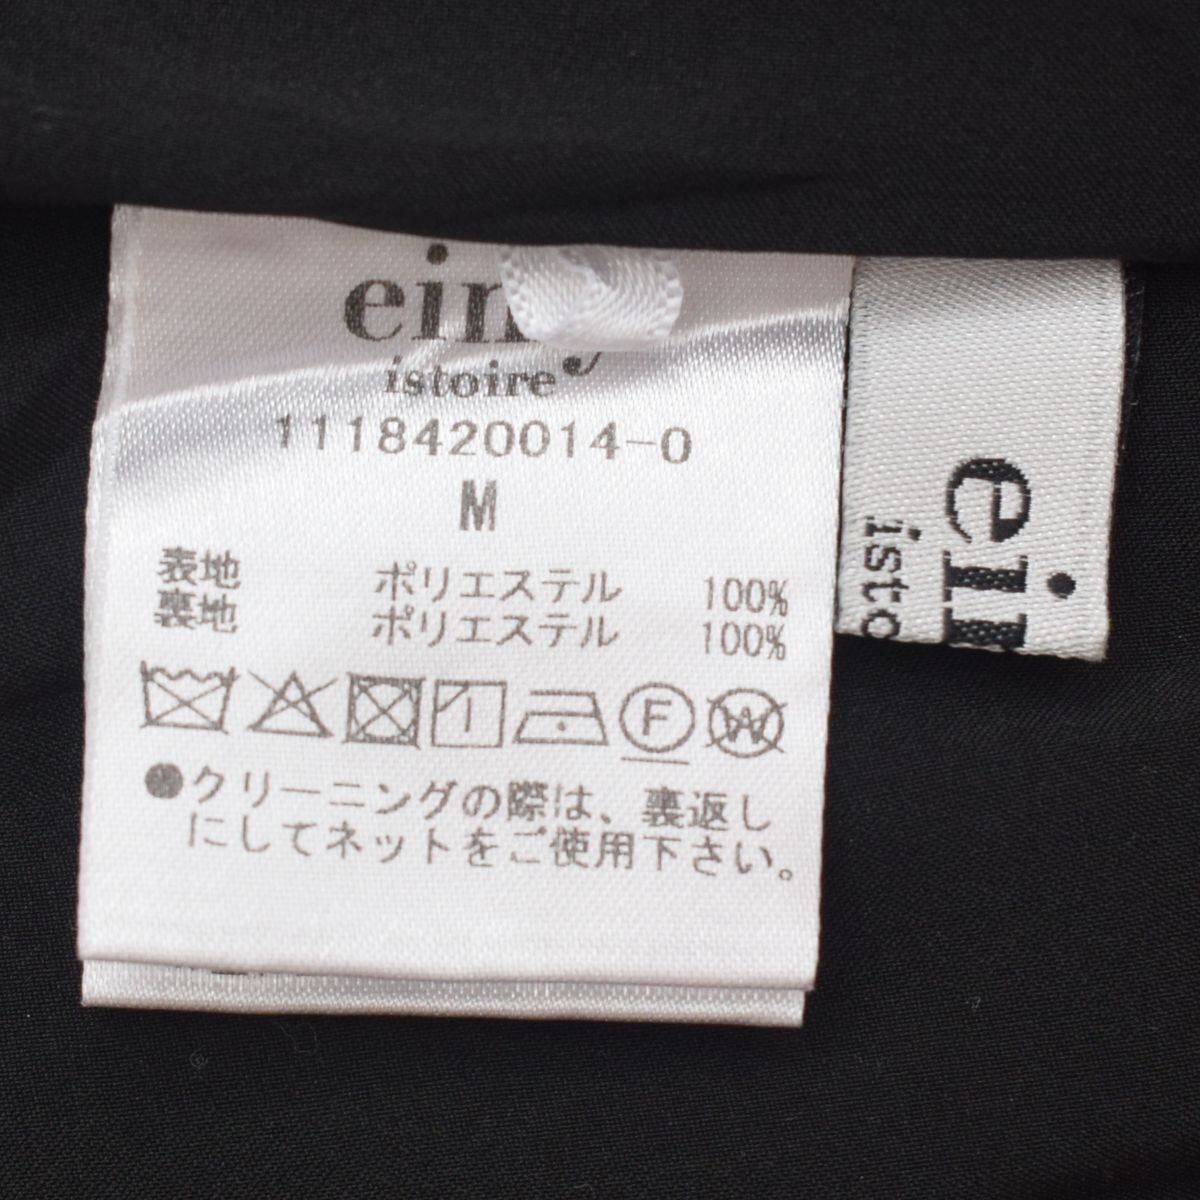 istoire
1118420014-0
M
表地 ポリエステル 100%
裏地 ポリエステル 100%
F W
●クリーニングの際は、裏返し
にしてネットをご使用下さい。